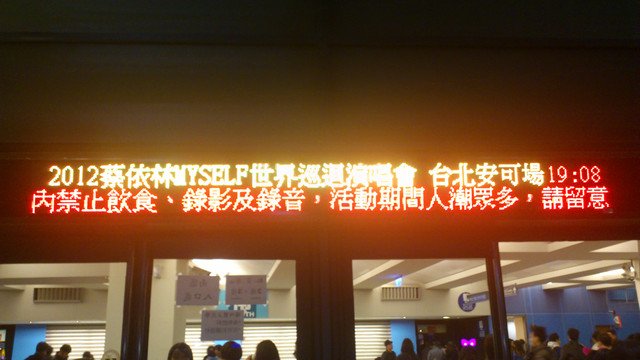 2012蔡依林MYSELF世界巡迴演唱會 台北安可場19:08
內禁止飲食、錄影及錄音，活動期間人潮眾多，請留意